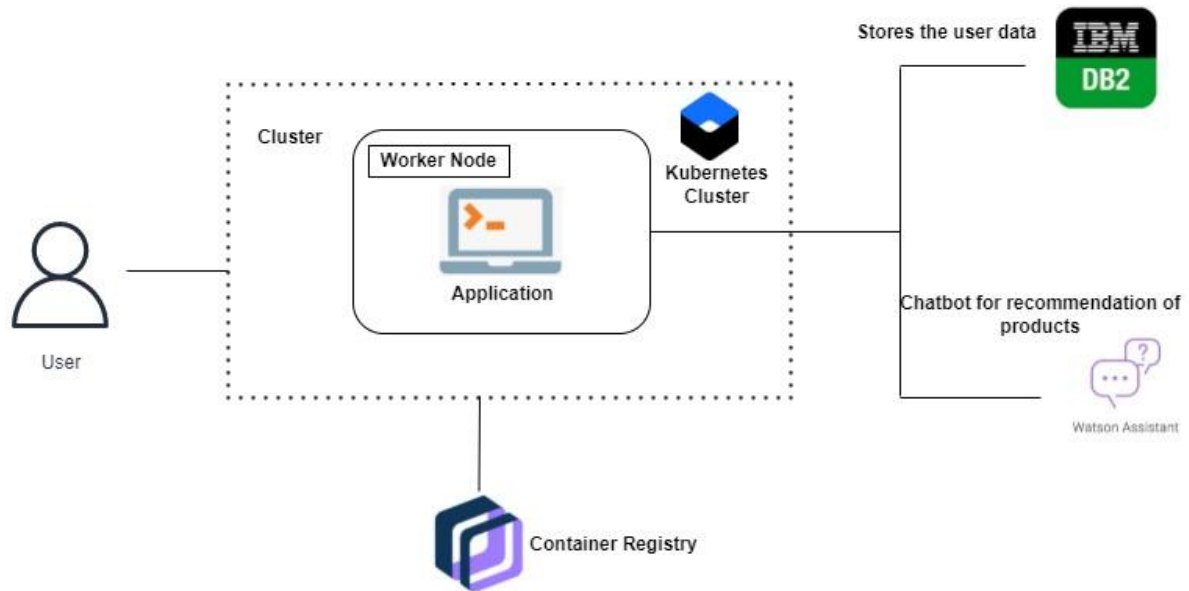 Stores the user data
IBM
DB2
Cluster
Worker Node
Kubernetes
Cluster
Application
User
Chatbot for recommendation of
products
?
Watson Assistant
Container Registry